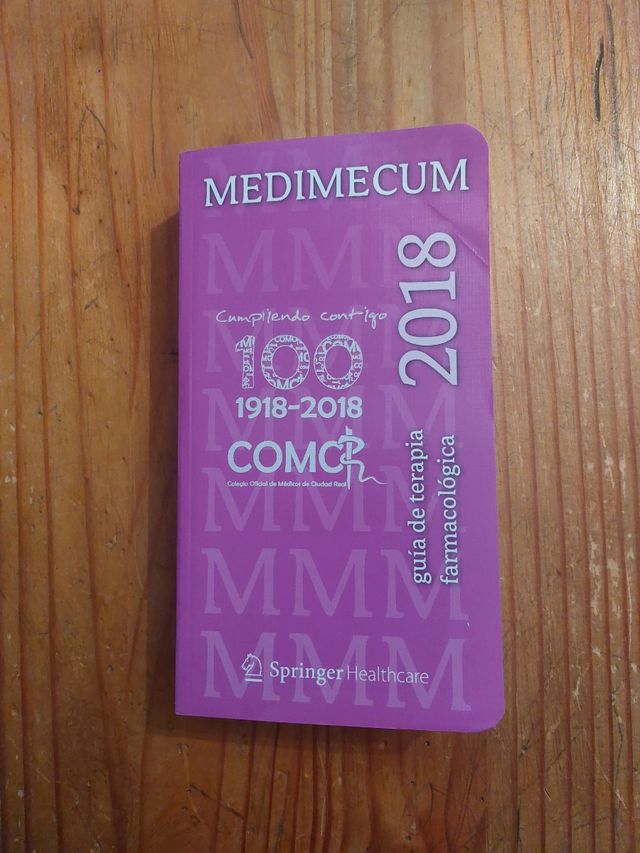 MEDIMECUM
2018
guía de terapia
farmacológica
Cumpliendo contigo
100
1918-2018
COMCR
Colegio Oficial de Médicos de Ciudad Real
Springer Healthcare